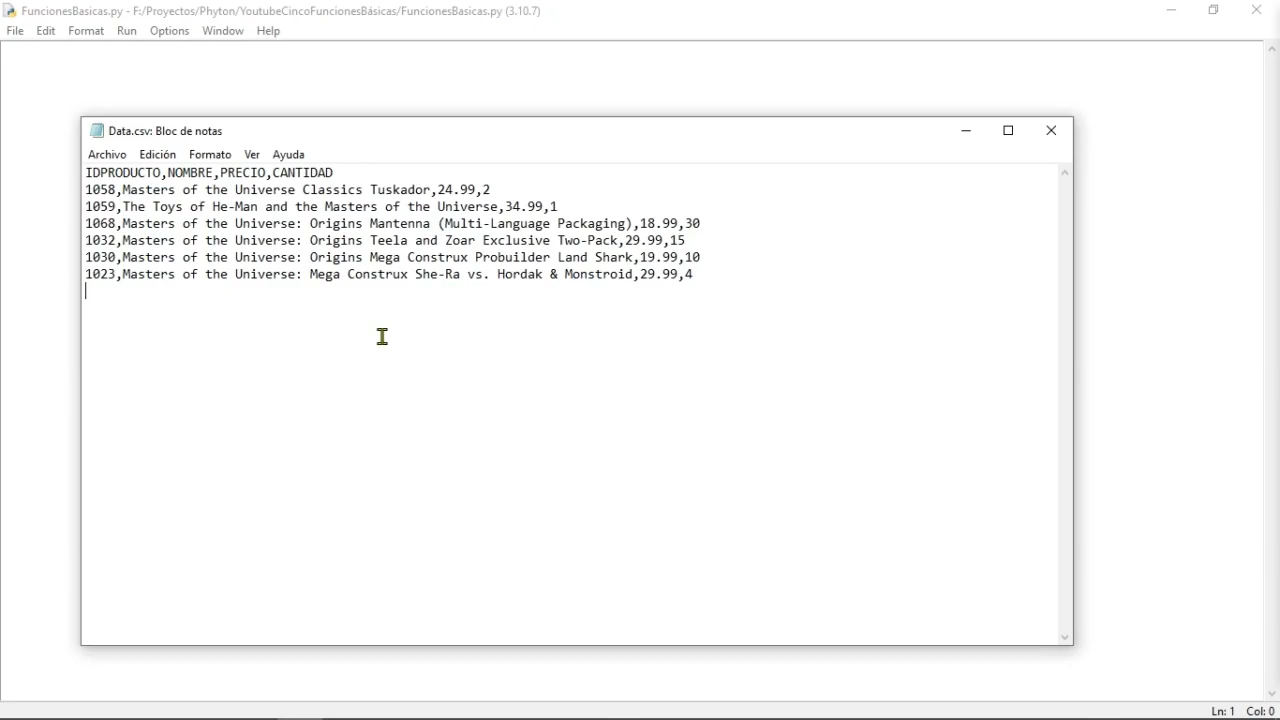 FuncionesBasicas.py - F:/Proyectos/Phyton/YoutubeCincoFuncionesBásicas/FuncionesBasicas.py (3.10.7)
File Edit Format Run Options Window Help
Data.csv: Bloc de notas
Archivo Edición Formato Ver Ayuda
IDPRODUCTO,NOMBRE,PRECIO,CANTIDAD
1058,Masters of the Universe Classics Tuskador,24.99,2
1059,The Toys of He-Man and the Masters of the Universe,34.99,1
1068,Masters of the Universe: Origins Mantenna (Multi-Language Packaging),18.99,30
1032,Masters of the Universe: Origins Teela and Zoar Exclusive Two-Pack,29.99,15
1030,Masters of the Universe: Origins Mega Construx Probuilder Land Shark,19.99,10
1023,Masters of the Universe: Mega Construx She-Ra vs. Hordak & Monstroid,29.99,4
Ln: 1 Col: 0